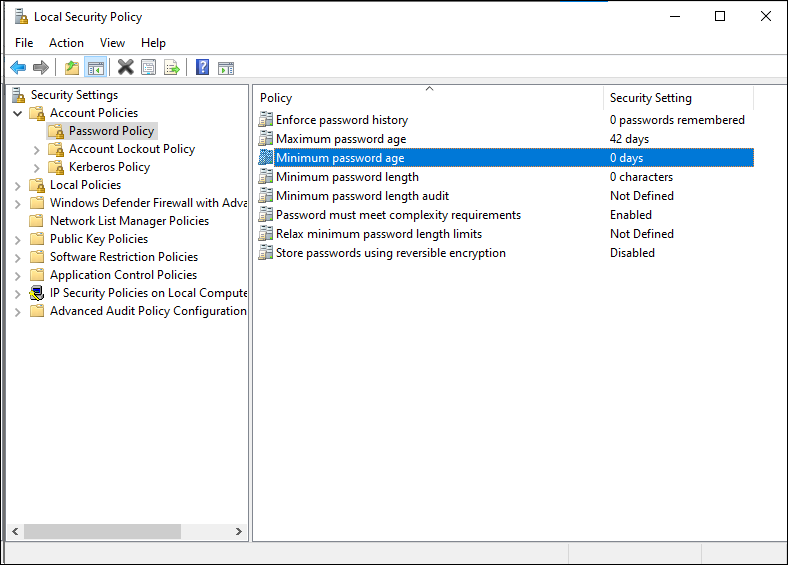 Local Security Policy
File Action View Help
Security Settings
Account Policies
Password Policy
Account Lockout Policy
Kerberos Policy
Local Policies
Windows Defender Firewall with Adva
Network List Manager Policies
Public Key Policies
Software Restriction Policies
Application Control Policies
IP Security Policies on Local Compute
Advanced Audit Policy Configuration
Policy Security Setting
Enforce password history 0 passwords remembered
Maximum password age 42 days
Minimum password age 0 days
Minimum password length 0 characters
Minimum password length audit Not Defined
Password must meet complexity requirements Enabled
Relax minimum password length limits Not Defined
Store passwords using reversible encryption Disabled